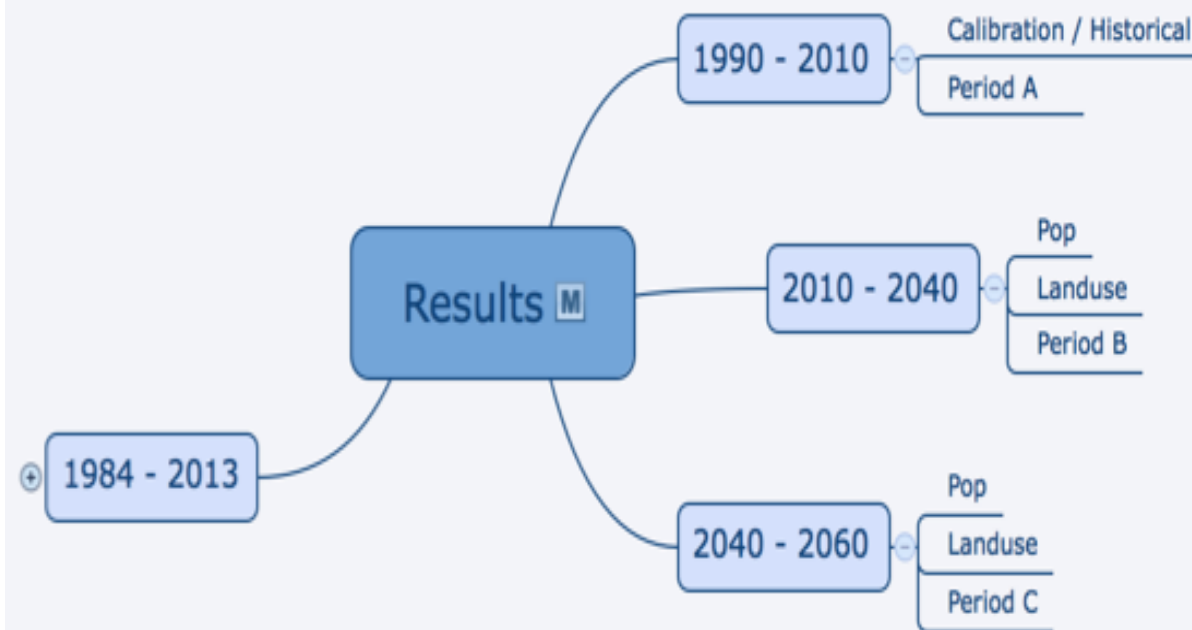 Calibration / Historical
1990 - 2010
Period A
Pop
2010 - 2040
Landuse
Period B
Results M
1984 - 2013
Pop
2040 - 2060
Landuse
Period C